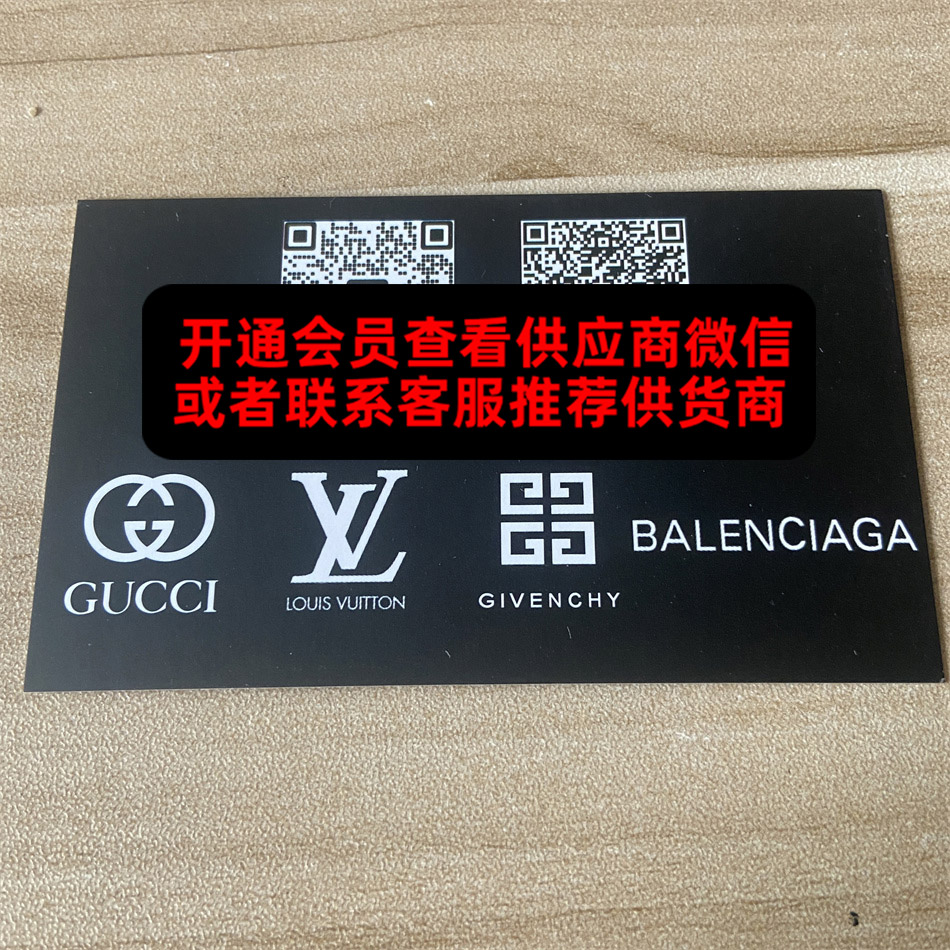 开通会员查看供应商微信
或者联系客服推荐供货商
GUCCI
LV
LOUIS VUITTON
GIVENCHY
BALENCIAGA